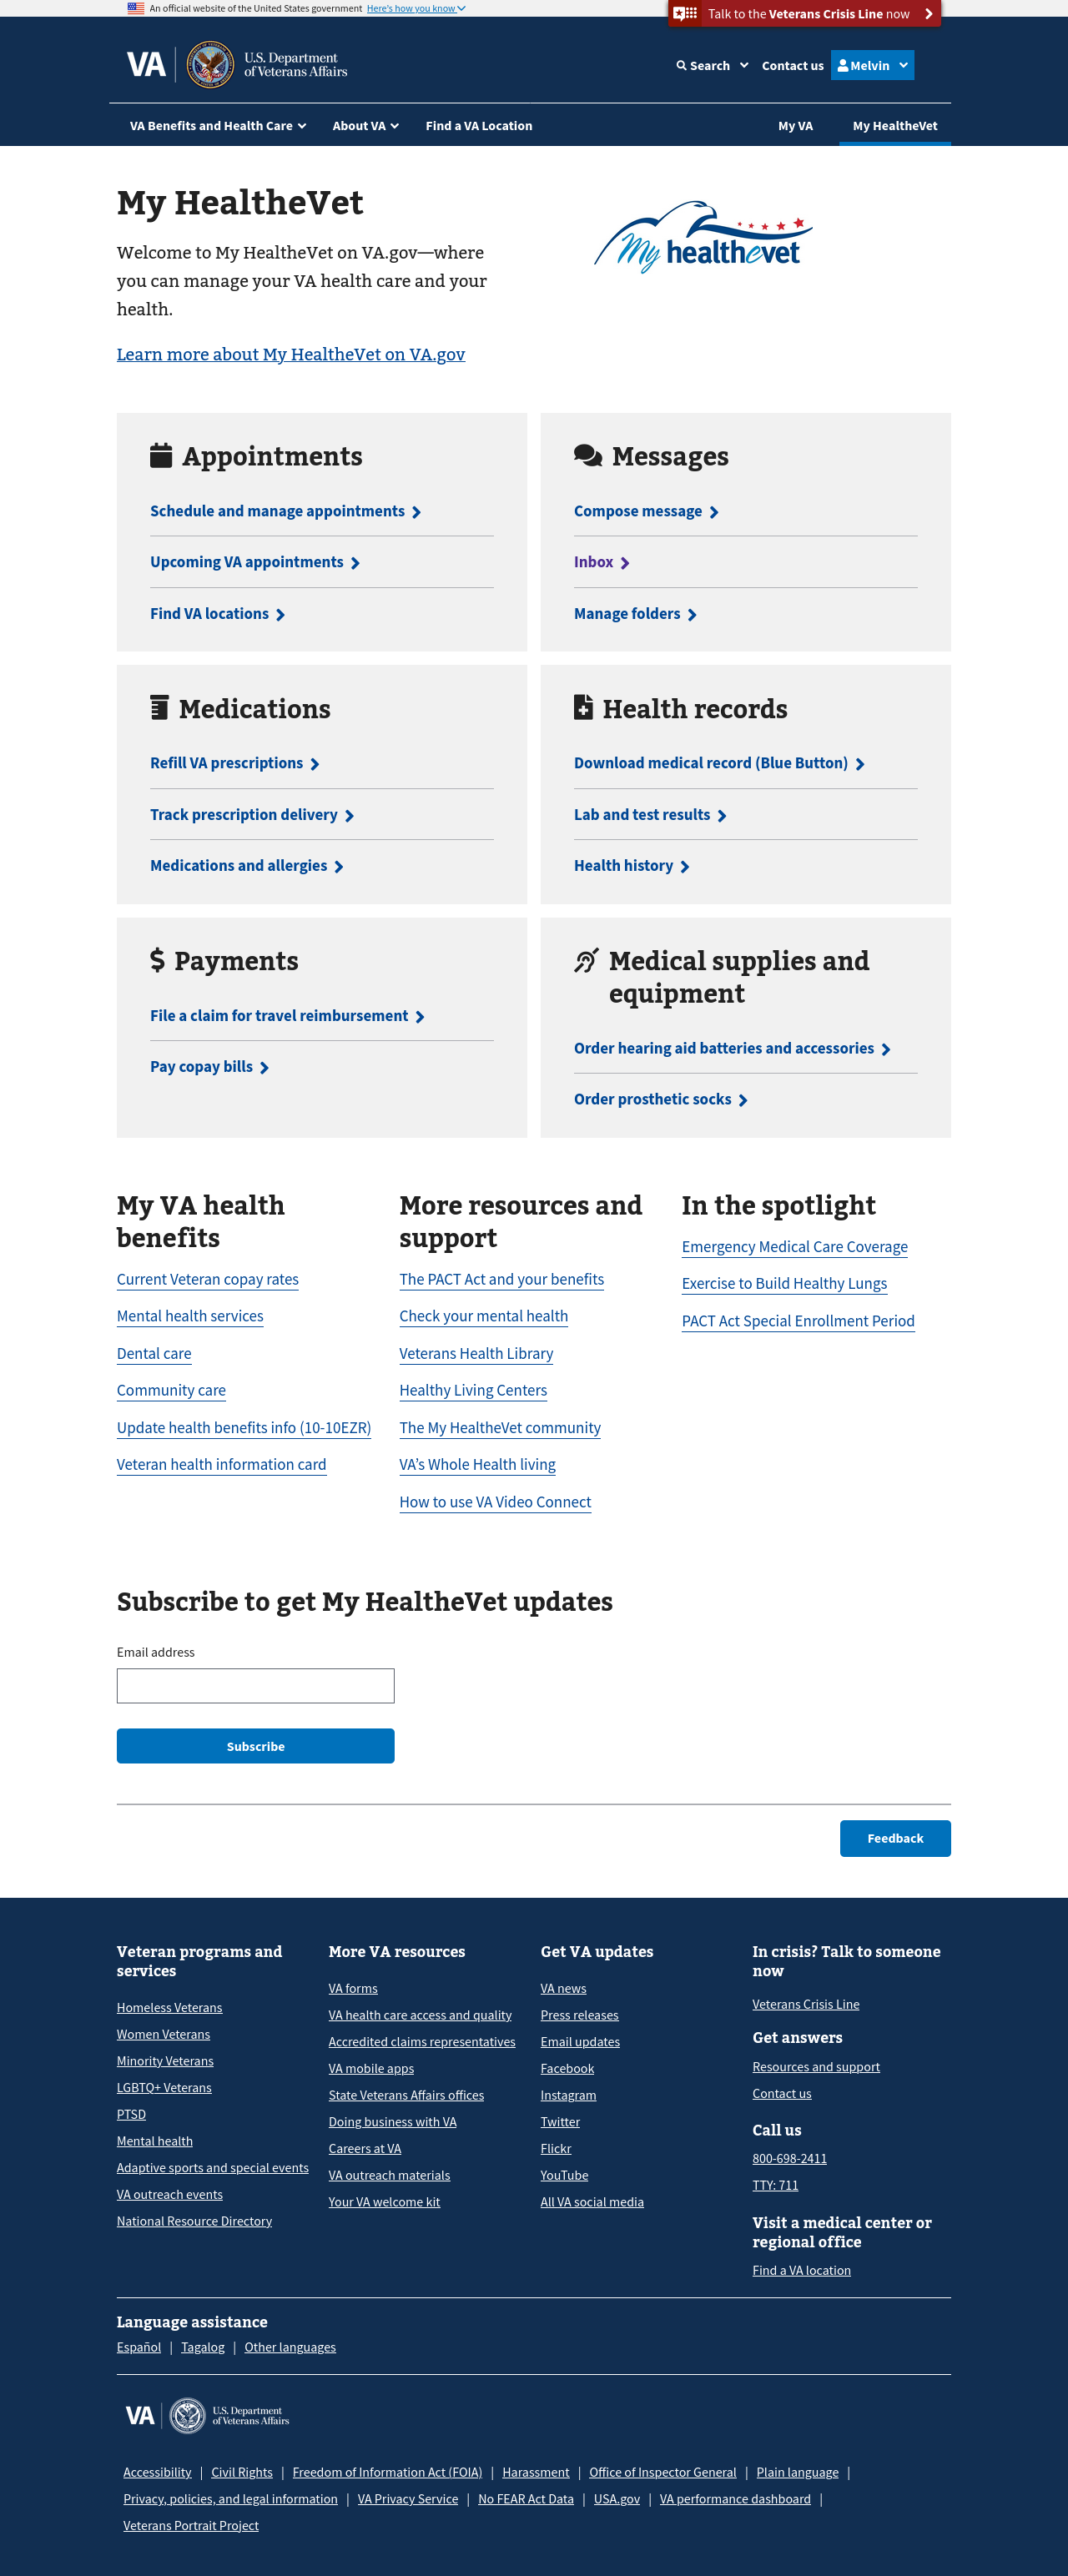 An official website of the United States government Here's how you know
Talk to the Veterans Crisis Line now
VA
U.S. Department
of Veterans Affairs
Search
Contact us
Melvin
VA Benefits and Health Care
About VA
Find a VA Location
My VA
My HealtheVet
My HealtheVet
Welcome to My HealtheVet on VA.gov—where
you can manage your VA health care and your
health.
Learn more about My HealtheVet on VA.gov
My healthevet
Appointments
Schedule and manage appointments
Upcoming VA appointments
Find VA locations
Messages
Compose message
Inbox
Manage folders
Medications
Refill VA prescriptions
Track prescription delivery
Medications and allergies
Health records
Download medical record (Blue Button)
Lab and test results
Health history
Payments
File a claim for travel reimbursement
Pay copay bills
Medical supplies and
equipment
Order hearing aid batteries and accessories
Order prosthetic socks
My VA health
benefits
Current Veteran copay rates
Mental health services
Dental care
Community care
Update health benefits info (10-10EZR)
Veteran health information card
More resources and
support
The PACT Act and your benefits
Check your mental health
Veterans Health Library
Healthy Living Centers
The My HealtheVet community
VA’s Whole Health living
How to use VA Video Connect
In the spotlight
Emergency Medical Care Coverage
Exercise to Build Healthy Lungs
PACT Act Special Enrollment Period
Subscribe to get My HealtheVet updates
Email address
Subscribe
Feedback
Veteran programs and
services
Homeless Veterans
Women Veterans
Minority Veterans
LGBTQ+ Veterans
PTSD
Mental health
Adaptive sports and special events
VA outreach events
National Resource Directory
More VA resources
VA forms
VA health care access and quality
Accredited claims representatives
VA mobile apps
State Veterans Affairs offices
Doing business with VA
Careers at VA
VA outreach materials
Your VA welcome kit
Get VA updates
VA news
Press releases
Email updates
Facebook
Instagram
Twitter
Flickr
YouTube
All VA social media
In crisis? Talk to someone
now
Veterans Crisis Line
Get answers
Resources and support
Contact us
Call us
800-698-2411
TTY: 711
Visit a medical center or
regional office
Find a VA location
Language assistance
Español | Tagalog | Other languages
VA
U.S. Department
of Veterans Affairs
Accessibility | Civil Rights | Freedom of Information Act (FOIA) | Harassment | Office of Inspector General | Plain language |
Privacy, policies, and legal information | VA Privacy Service | No FEAR Act Data | USA.gov | VA performance dashboard |
Veterans Portrait Project